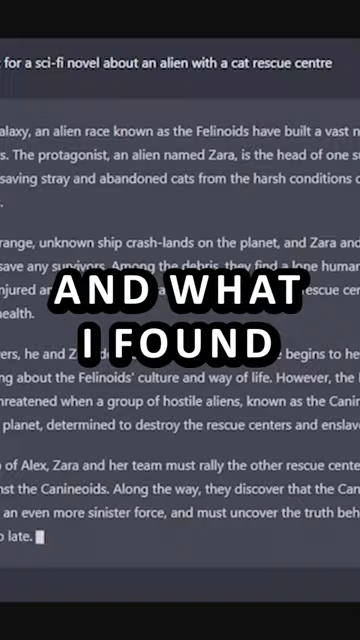 for a sci-fi novel about an alien with a cat rescue centre
alaxy, an alien race known as the Felinoids have built a vast n
s. The protagonist, an alien named Zara, is the head of one su
saving stray and abandoned cats from the harsh conditions o
range, unknown ship crash-lands on the planet, and Zara and
save any survivors. Among the debris, they find a lone human
njured an
escue cen
AND WHAT
health.
I FOUND
ers, he and Z
e begins to he
ng about the Felinoids' culture and way of life. However, the
hreatened when a group of hostile aliens, known as the Canin
planet, determined to destroy the rescue centers and enslav
p of Alex, Zara and her team must rally the other rescue cente
nst the Canineoids. Along the way, they discover that the Can
an even more sinister force, and must uncover the truth beh
o late.